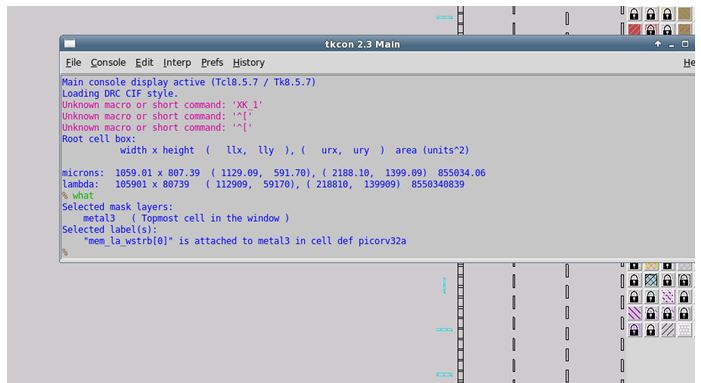 tkcon 2.3 Main
File Console Edit Interp Prefs History He
Main console display active (Tcl8.5.7 / Tk8.5.7)
Loading DRC CIF style.
Unknown macro or short command: 'XK_1'
Unknown macro or short command: '^['
Unknown macro or short command: '^['
Root cell box:
width x height ( llx, lly ), ( urx, ury ) area (units^2)
microns: 1059.01 x 807.39 ( 1129.09, 591.70), ( 2188.10, 1399.09) 855034.06
lambda: 105901 x 80739 ( 112909, 59170), ( 218810, 139909) 8550340839
% what
Selected mask layers:
metal3 ( Topmost cell in the window )
Selected label(s):
"mem_la_wstrb[0]" is attached to metal3 in cell def picorv32a
%